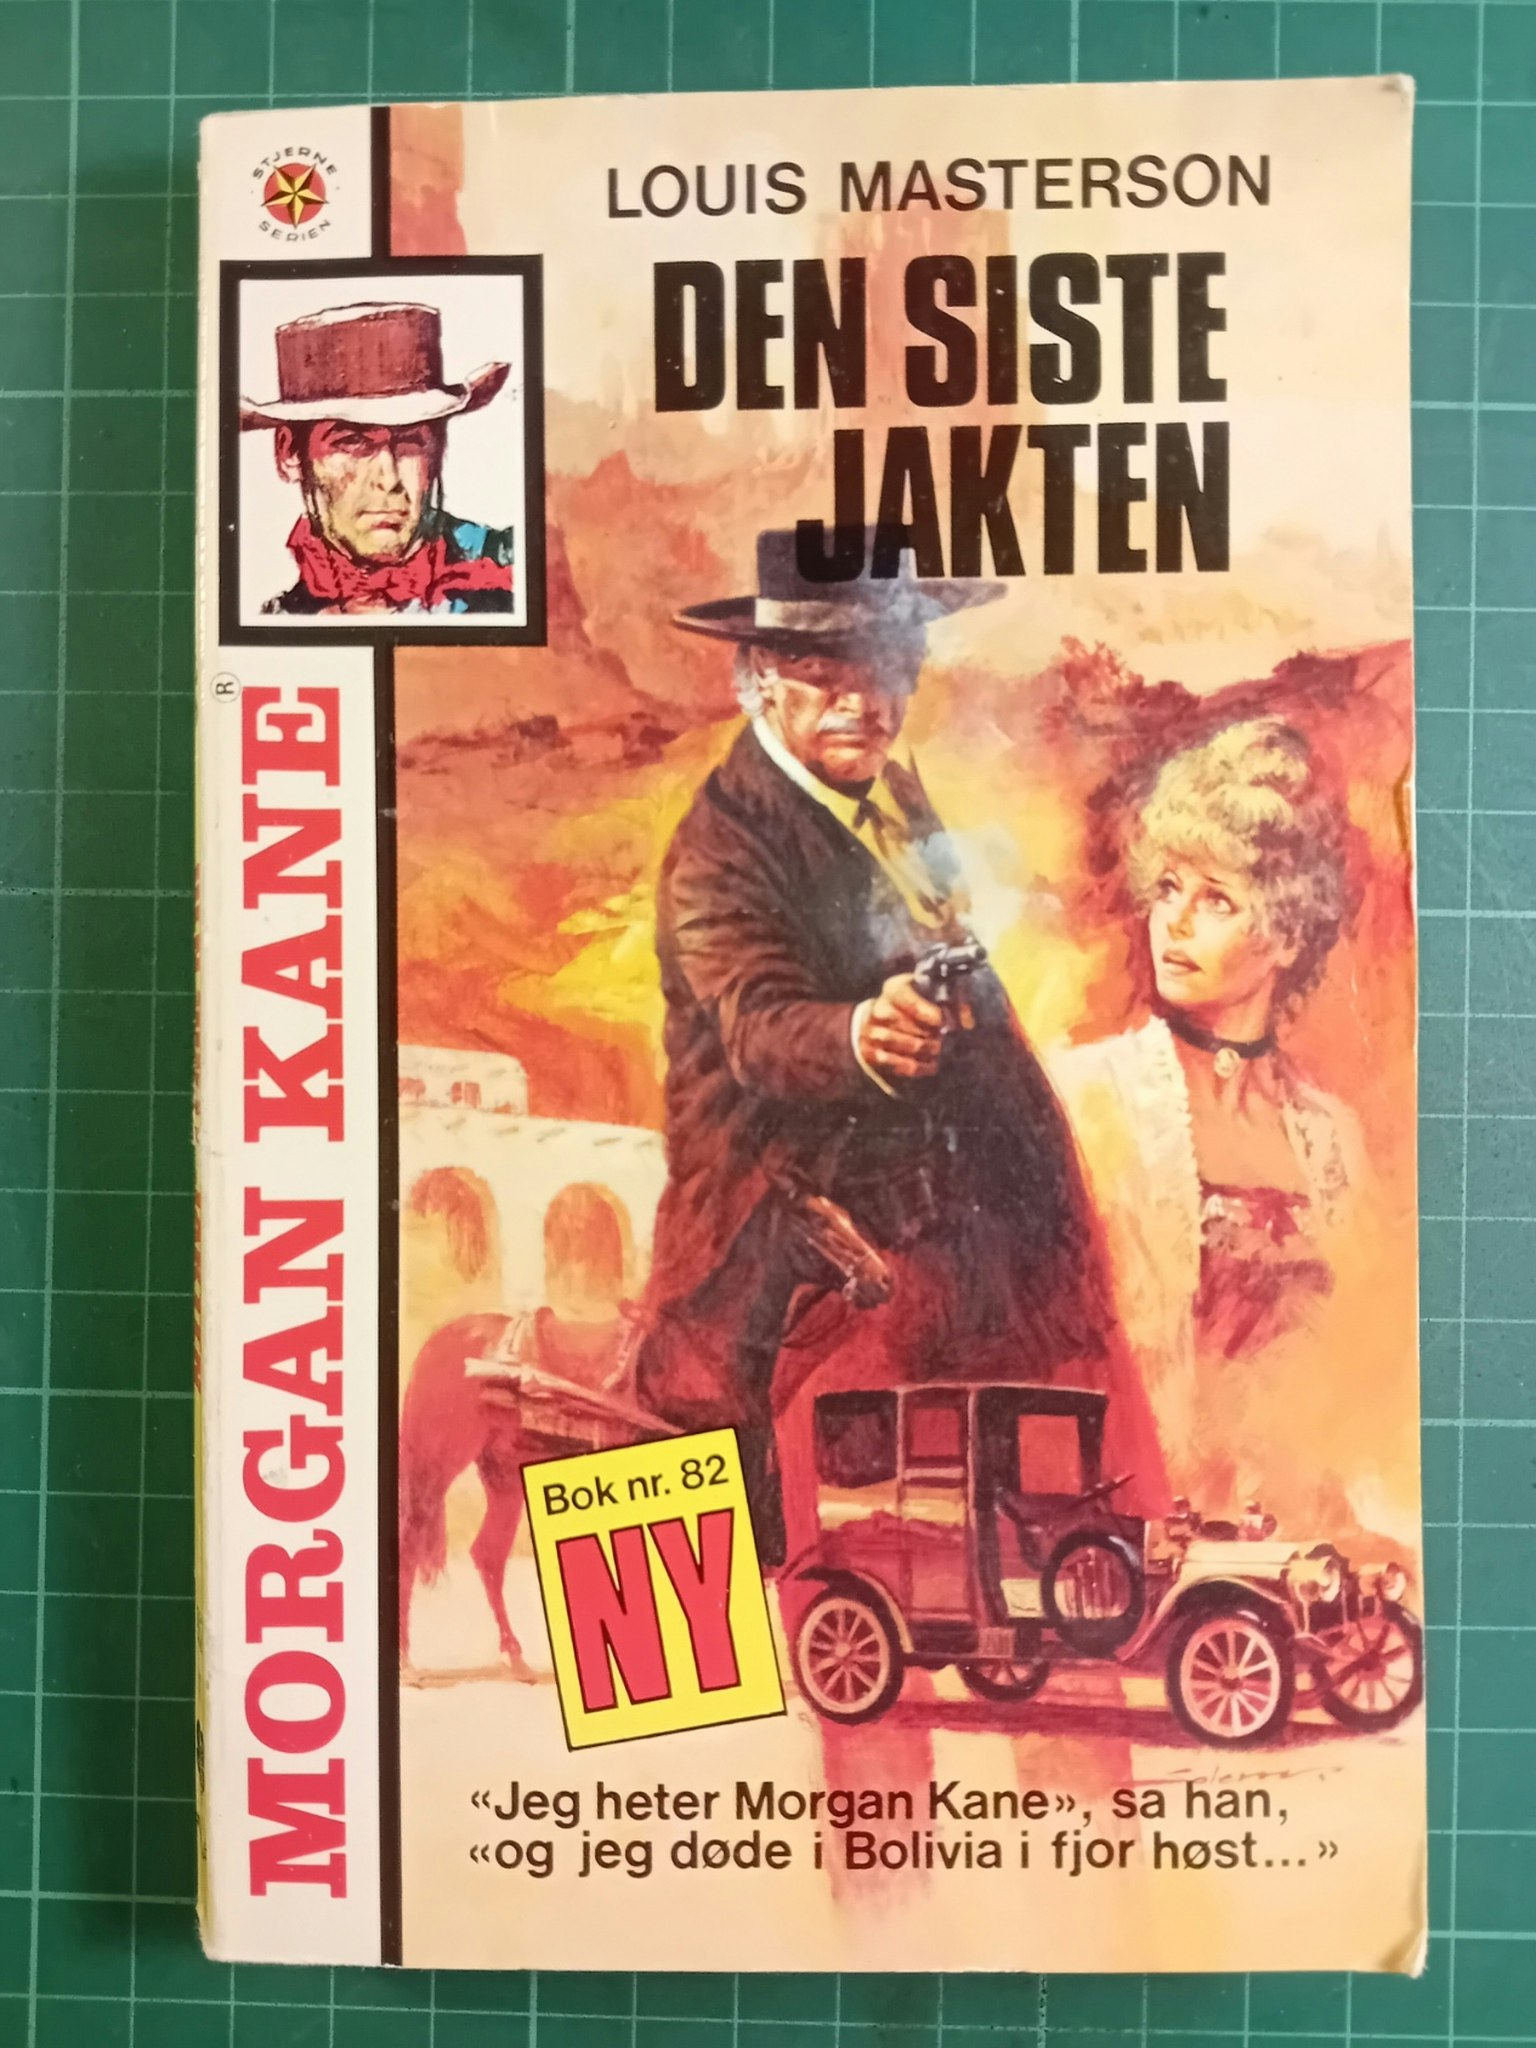 STJERNE
SERIEN
LOUIS MASTERSON
DEN SISTE
JAKTEN
®
MORGAN KANE
Bok nr. 82
NY
«Jeg heter Morgan Kane», sa han,
«og jeg døde i Bolivia i fjor høst...»